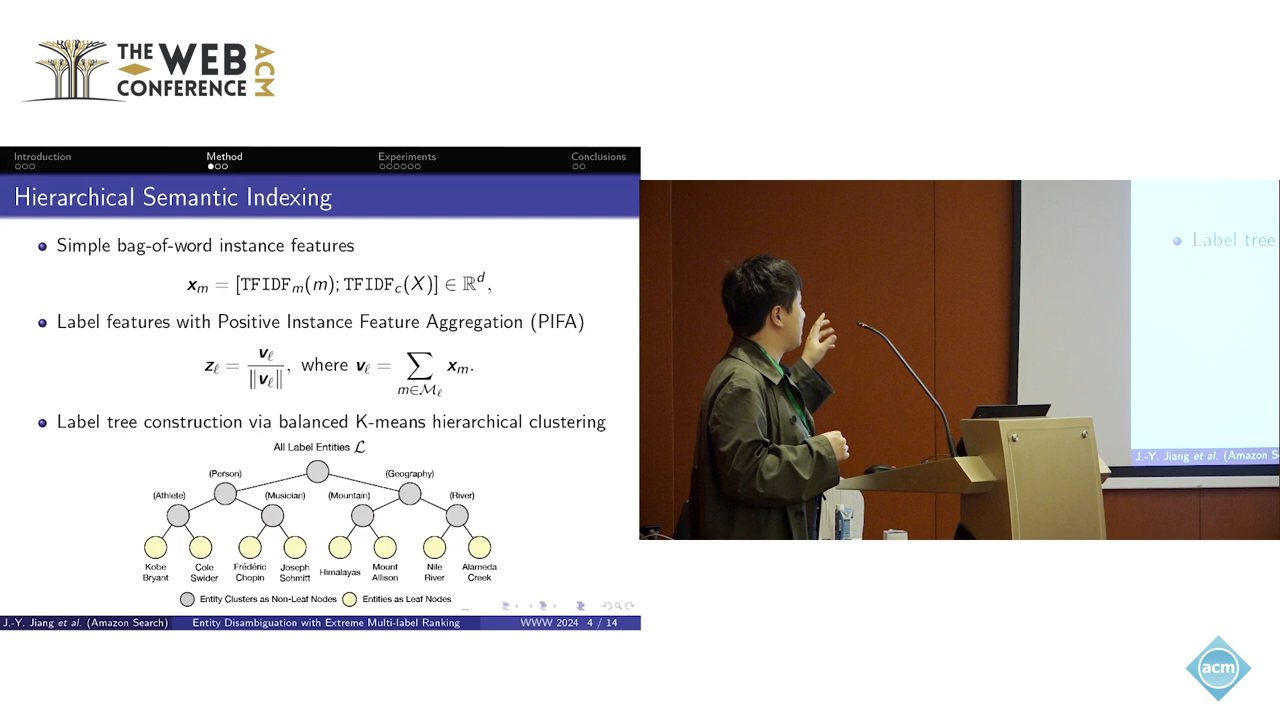 THE WEB CONFERENCE ACM
Introduction Method Experiments Conclusions
Hierarchical Semantic Indexing
Simple bag-of-word instance features
x_m = [TFIDF_m(m); TFIDF_c(X)] ∈ ℝ^d,
Label features with Positive Instance Feature Aggregation (PIFA)
z_ℓ = v_ℓ / ‖v_ℓ‖, where v_ℓ = ∑_{m∈M_ℓ} x_m.
Label tree construction via balanced K-means hierarchical clustering
All Label Entities ℒ
(Person) (Geography)
(Athlete) (Musician) (Mountain) (River)
Kobe Bryant
Cole Swider
Frédéric Chopin
Joseph Schmitt
Himalayas
Mount Allison
Nile River
Alameda Creek
Entity Clusters as Non-Leaf Nodes Entities as Leaf Nodes
J.-Y. Jiang et al. (Amazon Search) Entity Disambiguation with Extreme Multi-label Ranking WWW 2024 4 / 14
Label tree
J.-Y. Jiang et al. (Amazon S
acm